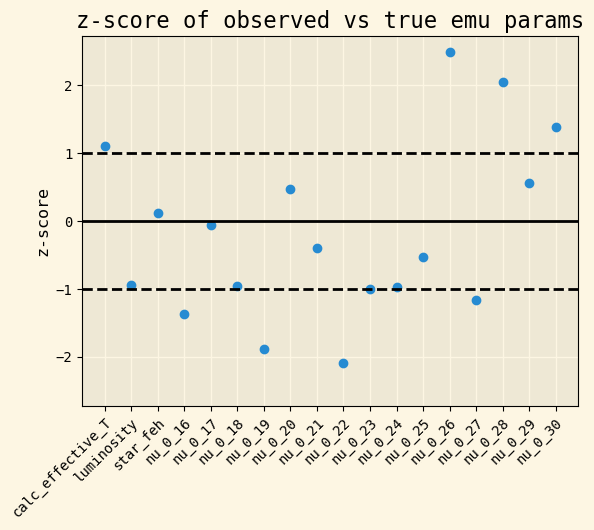 z-score of observed vs true emu params
z-score
2
1
0
−1
−2
calc_effective_T
luminosity
star_feh
nu_0_16
nu_0_17
nu_0_18
nu_0_19
nu_0_20
nu_0_21
nu_0_22
nu_0_23
nu_0_24
nu_0_25
nu_0_26
nu_0_27
nu_0_28
nu_0_29
nu_0_30